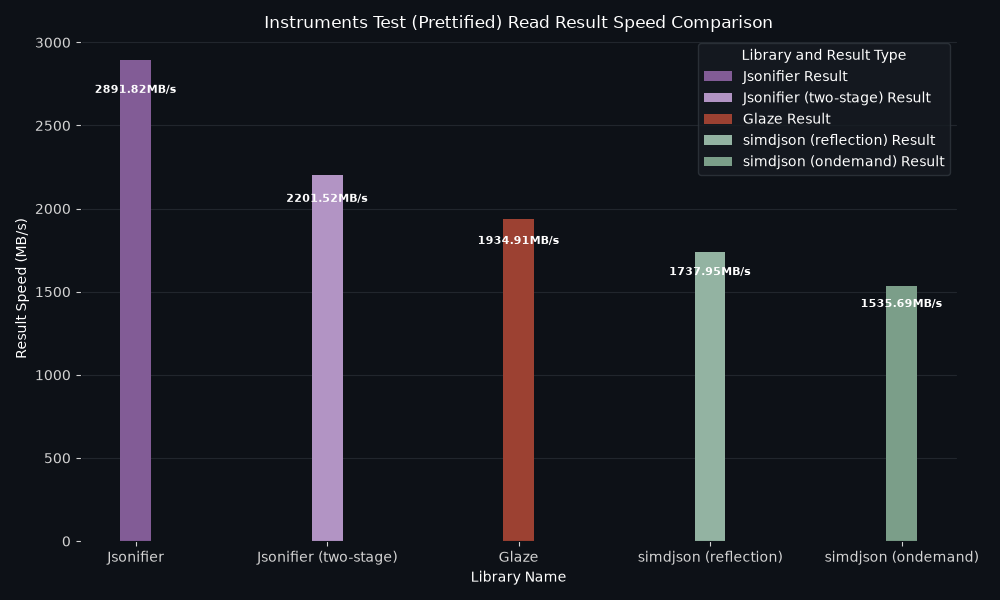 Instruments Test (Prettified) Read Result Speed Comparison
Library and Result Type
Jsonifier Result
Jsonifier (two-stage) Result
Glaze Result
simdjson (reflection) Result
simdjson (ondemand) Result
Result Speed (MB/s)
3000
2500
2000
1500
1000
500
0
2891.82MB/s
2201.52MB/s
1934.91MB/s
1737.95MB/s
1535.69MB/s
Jsonifier
Jsonifier (two-stage)
Glaze
simdjson (reflection)
simdjson (ondemand)
Library Name